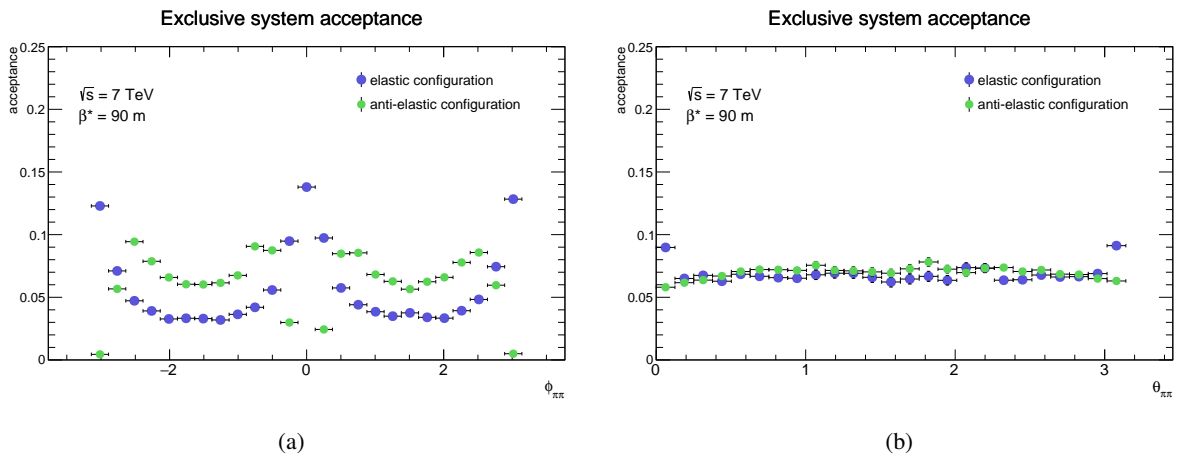 Exclusive system acceptance
acceptance
0.25
0.2
0.15
0.1
0.05
0
√s = 7 TeV
β* = 90 m
elastic configuration
anti-elastic configuration
−2
0
2
ϕππ
(a)
Exclusive system acceptance
acceptance
0.25
0.2
0.15
0.1
0.05
0
√s = 7 TeV
β* = 90 m
elastic configuration
anti-elastic configuration
0
1
2
3
θππ
(b)